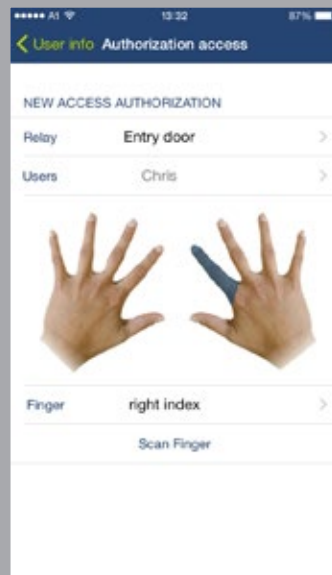 A1 13:32 87%
User info Authorization access
NEW ACCESS AUTHORIZATION
Relay Entry door
Users Chris
Finger right index
Scan Finger